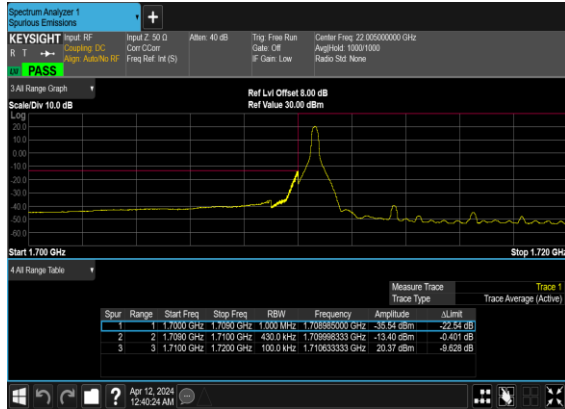 Spectrum Analyzer 1
Spurious Emissions
KEYSIGHT Input: RF Input Z: 50 Ω Atten: 40 dB Trig: Free Run Center Freq: 22.005000000 GHz
R T Coupling: DC Corr CCorr Gate: Off Avg|Hold: 1000/1000
Align: Auto/No RF Freq Ref: Int (S) IF Gain: Low Radio Std: None
PASS
3 All Range Graph
Ref Lvl Offset 8.00 dB
Scale/Div 10.0 dB Ref Value 30.00 dBm
Log
20.0
10.0
0.00
-10.0
-20.0
-30.0
-40.0
-50.0
-60.0
Start 1.700 GHz Stop 1.720 GHz
4 All Range Table
Measure Trace Trace 1
Trace Type Trace Average (Active)
Spur Range Start Freq Stop Freq RBW Frequency Amplitude ΔLimit
1 1 1.7000 GHz 1.7090 GHz 1.000 MHz 1.708985000 GHz -35.54 dBm -22.54 dB
2 2 1.7090 GHz 1.7100 GHz 430.0 kHz 1.709998333 GHz -13.40 dBm -0.401 dB
3 3 1.7100 GHz 1.7200 GHz 100.0 kHz 1.710633333 GHz 20.37 dBm -9.628 dB
Apr 12, 2024
12:40:24 AM